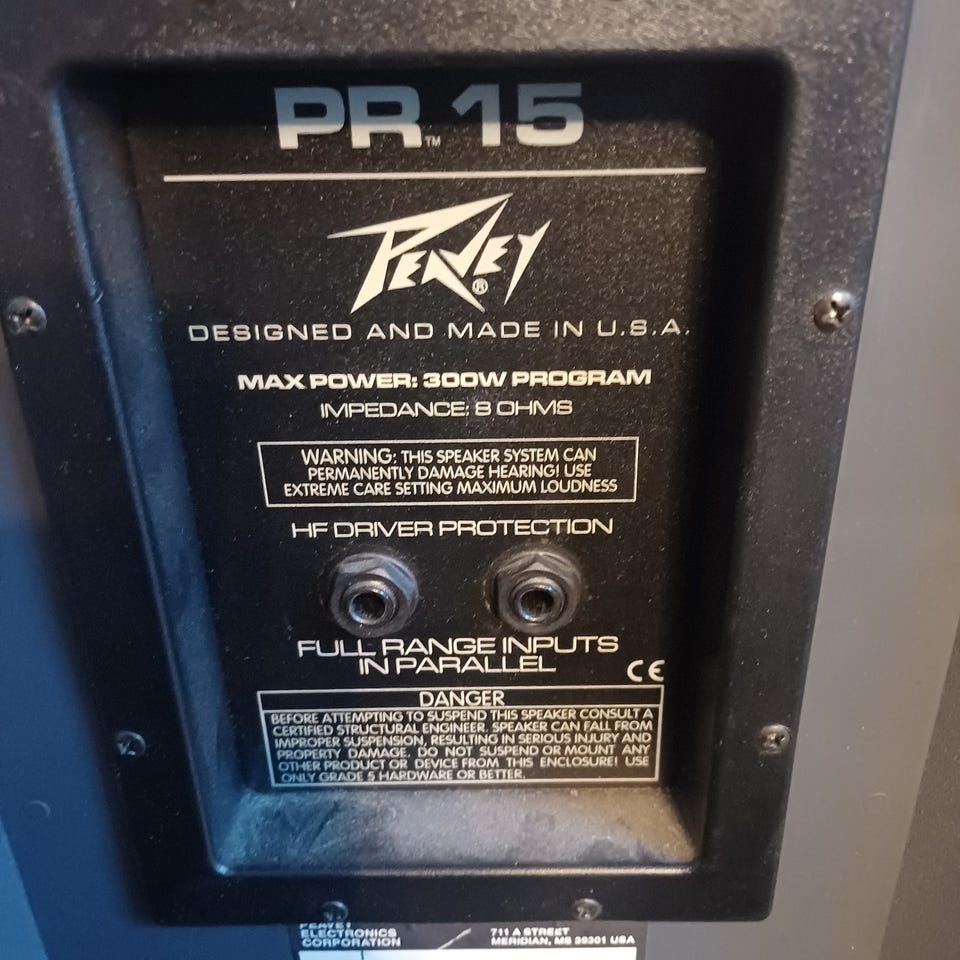 PR™ 15
PEAVEY®
DESIGNED AND MADE IN U.S.A.
MAX POWER: 300W PROGRAM
IMPEDANCE: 8 OHMS
WARNING: THIS SPEAKER SYSTEM CAN
PERMANENTLY DAMAGE HEARING! USE
EXTREME CARE SETTING MAXIMUM LOUDNESS
HF DRIVER PROTECTION
FULL RANGE INPUTS
IN PARALLEL
CE
DANGER
BEFORE ATTEMPTING TO SUSPEND THIS SPEAKER CONSULT A
CERTIFIED STRUCTURAL ENGINEER. SPEAKER CAN FALL FROM
IMPROPER SUSPENSION, RESULTING IN SERIOUS INJURY AND
PROPERTY DAMAGE. DO NOT SUSPEND OR MOUNT ANY
OTHER PRODUCT OR DEVICE FROM THIS ENCLOSURE! USE
ONLY GRADE 5 HARDWARE OR BETTER.
PEAVEY
ELECTRONICS
CORPORATION
711 A STREET
MERIDIAN, MS 39301 USA